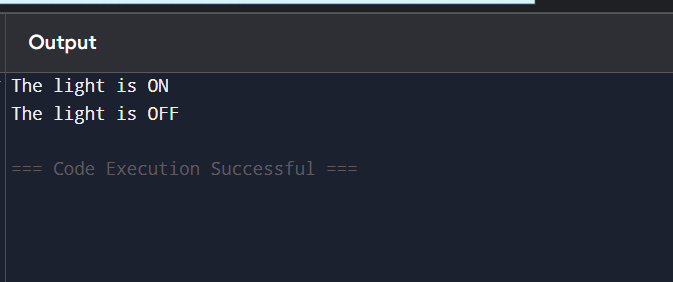 Output
The light is ON
The light is OFF
=== Code Execution Successful ===